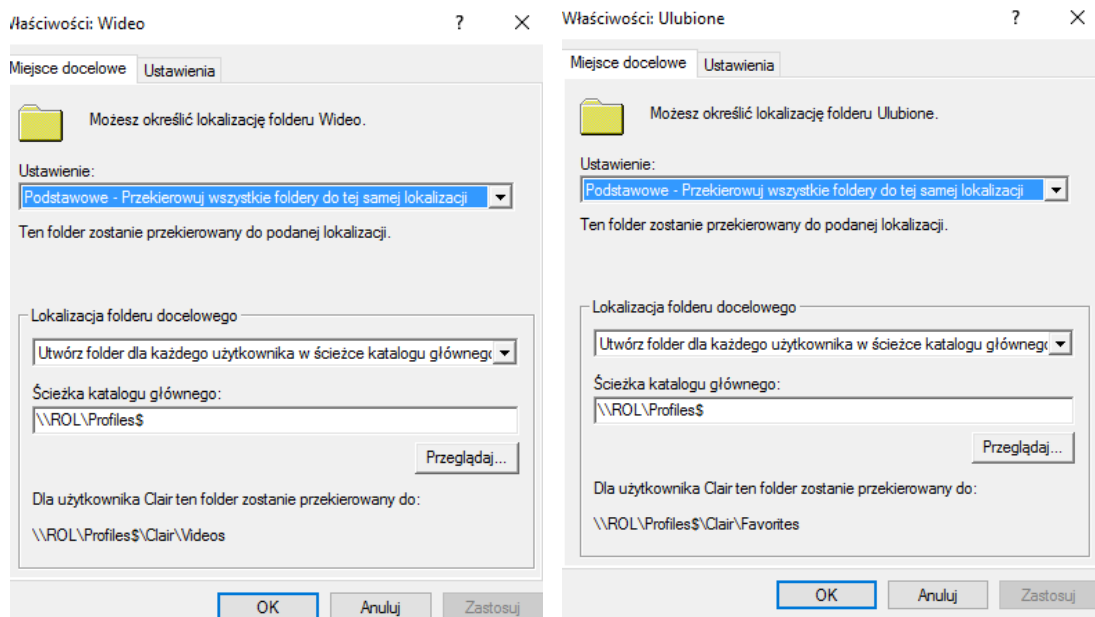 Właściwości: Wideo
? ×
Miejsce docelowe Ustawienia
Możesz określić lokalizację folderu Wideo.
Ustawienie:
Podstawowe - Przekierowuj wszystkie foldery do tej samej lokalizacji
Ten folder zostanie przekierowany do podanej lokalizacji.
Lokalizacja folderu docelowego
Utwórz folder dla każdego użytkownika w ścieżce katalogu główneg
Ścieżka katalogu głównego:
\\ROL\Profiles$
Przeglądaj...
Dla użytkownika Clair ten folder zostanie przekierowany do:
\\ROL\Profiles$\Clair\Videos
OK Anuluj Zastosuj
Właściwości: Ulubione
? ×
Miejsce docelowe Ustawienia
Możesz określić lokalizację folderu Ulubione.
Ustawienie:
Podstawowe - Przekierowuj wszystkie foldery do tej samej lokalizacji
Ten folder zostanie przekierowany do podanej lokalizacji.
Lokalizacja folderu docelowego
Utwórz folder dla każdego użytkownika w ścieżce katalogu główneg
Ścieżka katalogu głównego:
\\ROL\Profiles$
Przeglądaj...
Dla użytkownika Clair ten folder zostanie przekierowany do:
\\ROL\Profiles$\Clair\Favorites
OK Anuluj Zastosuj